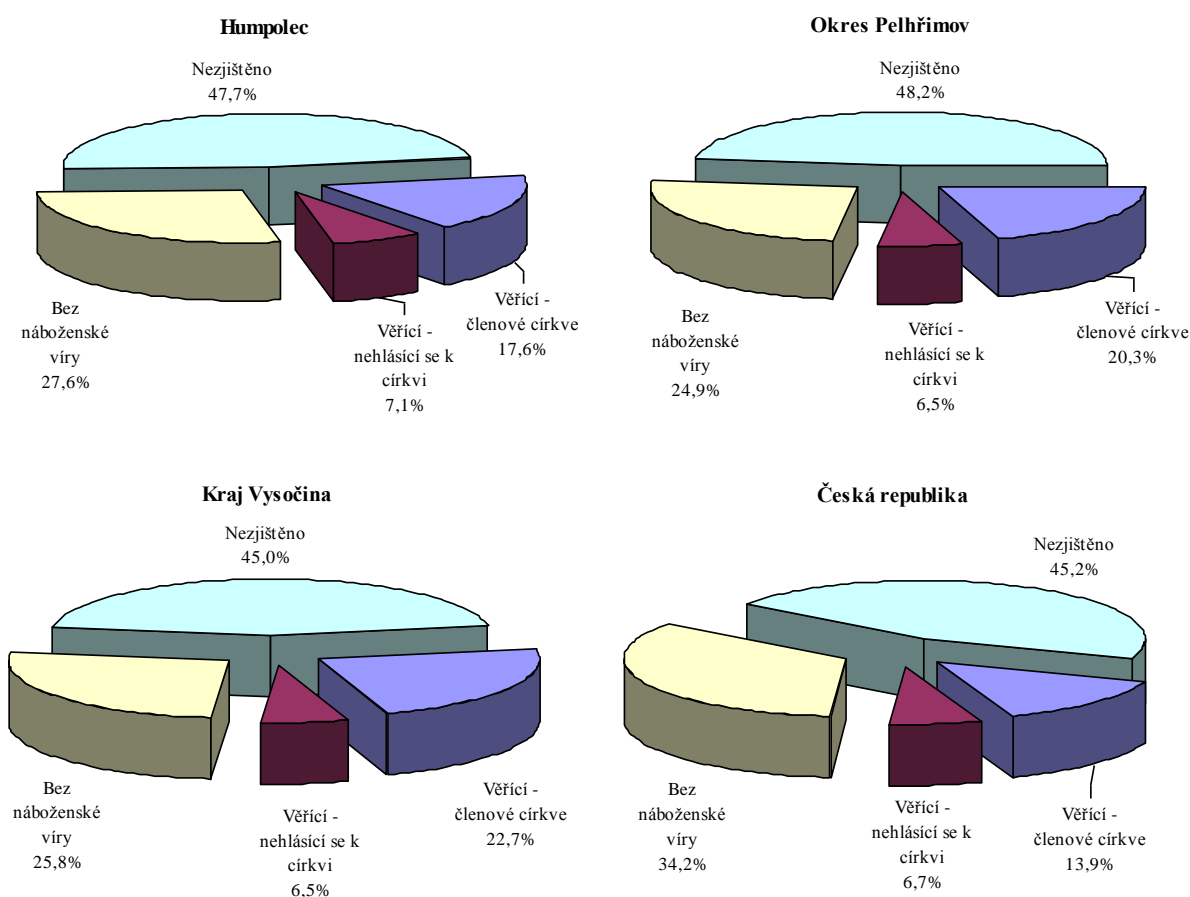 Humpolec
Nezjištěno
47,7%
Bez
náboženské
víry
27,6%
Věřící -
nehlásící se k
církvi
7,1%
Věřící -
členové církve
17,6%
Okres Pelhřimov
Nezjištěno
48,2%
Bez
náboženské
víry
24,9%
Věřící -
nehlásící se k
církvi
6,5%
Věřící -
členové církve
20,3%
Kraj Vysočina
Nezjištěno
45,0%
Bez
náboženské
víry
25,8%
Věřící -
nehlásící se k
církvi
6,5%
Věřící -
členové církve
22,7%
Česká republika
Nezjištěno
45,2%
Bez
náboženské
víry
34,2%
Věřící -
nehlásící se k
církvi
6,7%
Věřící -
členové církve
13,9%